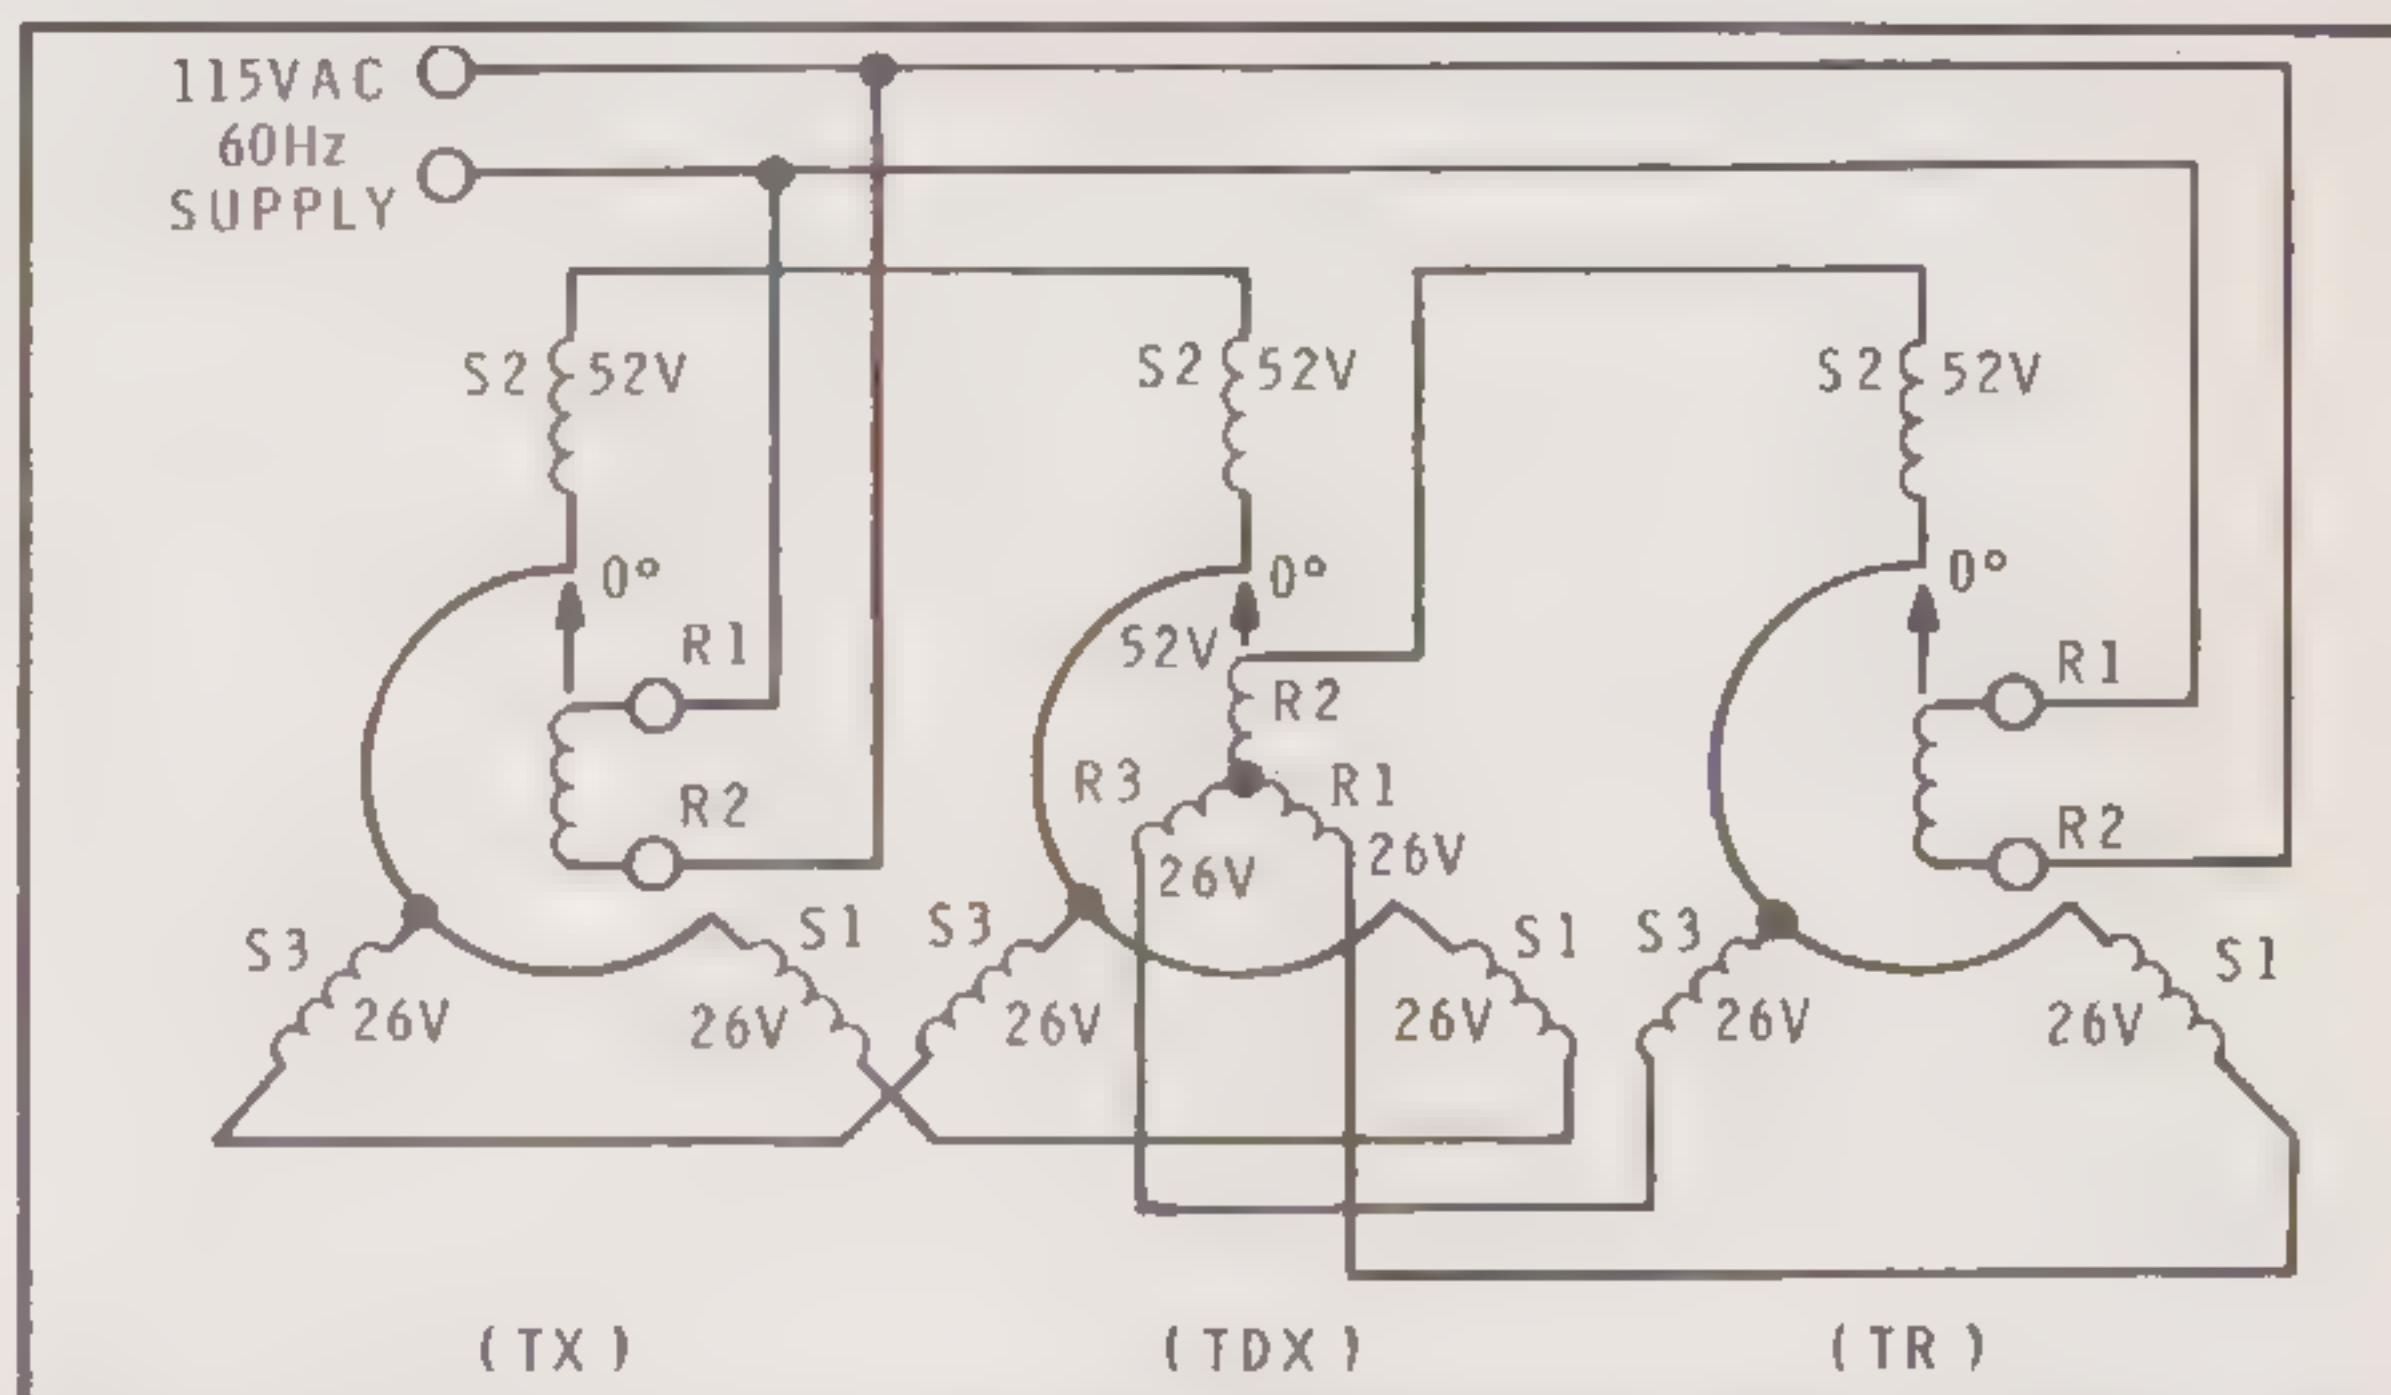 115VAC
60Hz
SUPPLY
S2 52V
S2 52V
S2 52V
0°
0°
0°
R1
R2
52V
R2
R3
R1
26V
26V
R1
R2
S3
26V
S1
26V
S3
26V
S1
26V
S3
26V
S1
26V
(TX)
(TDX)
(TR)